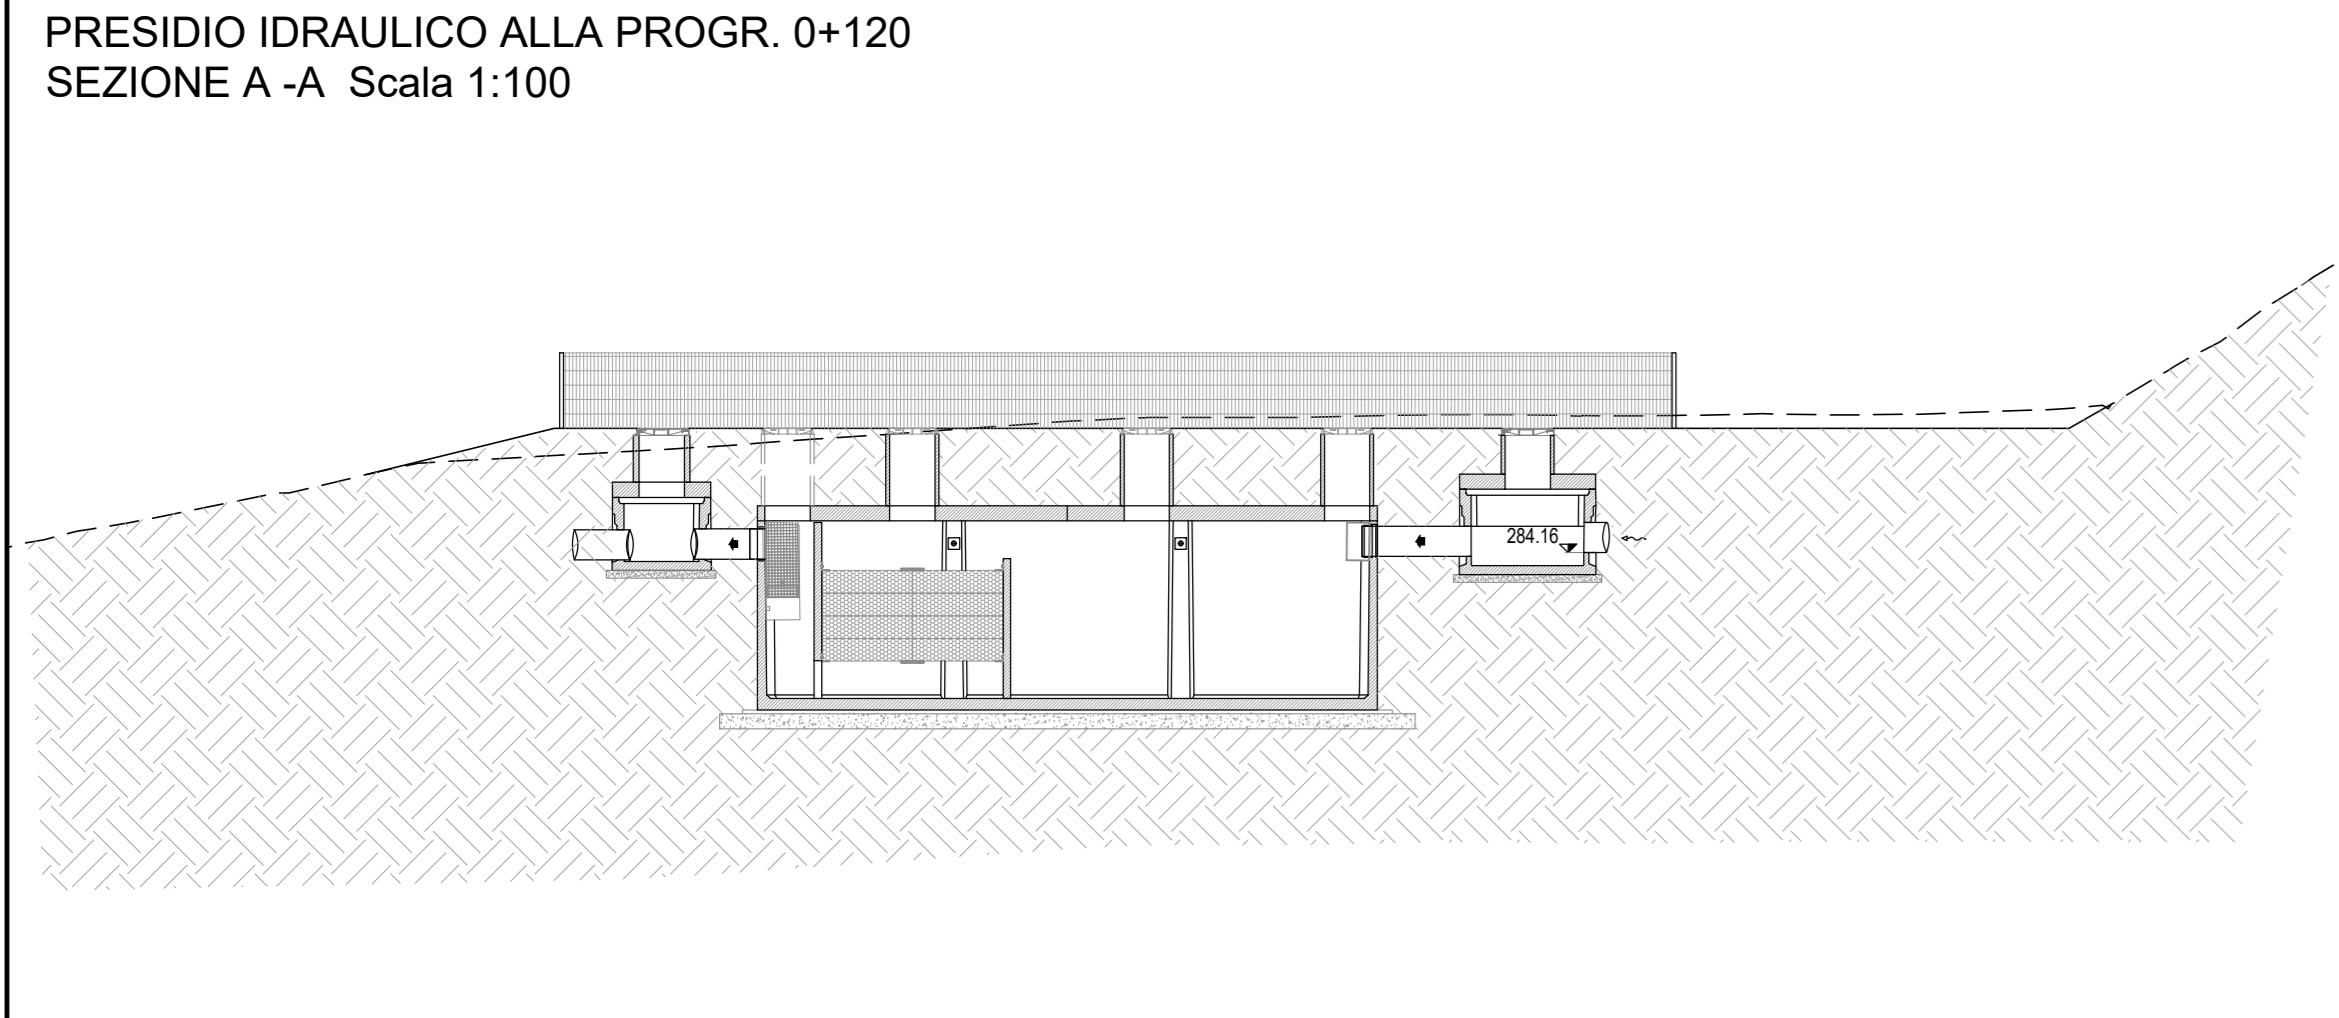 PRESIDIO IDRAULICO ALLA PROGR. 0+120
SEZIONE A -A Scala 1:100
284.16